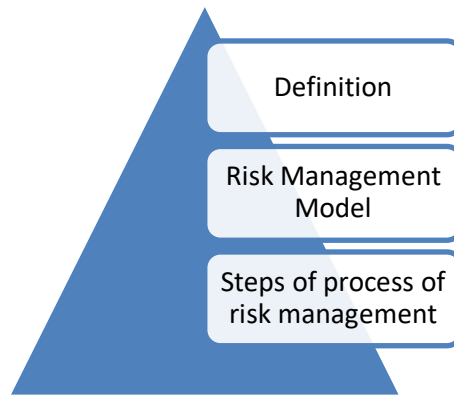 Definition
Risk Management
Model
Steps of process of
risk management